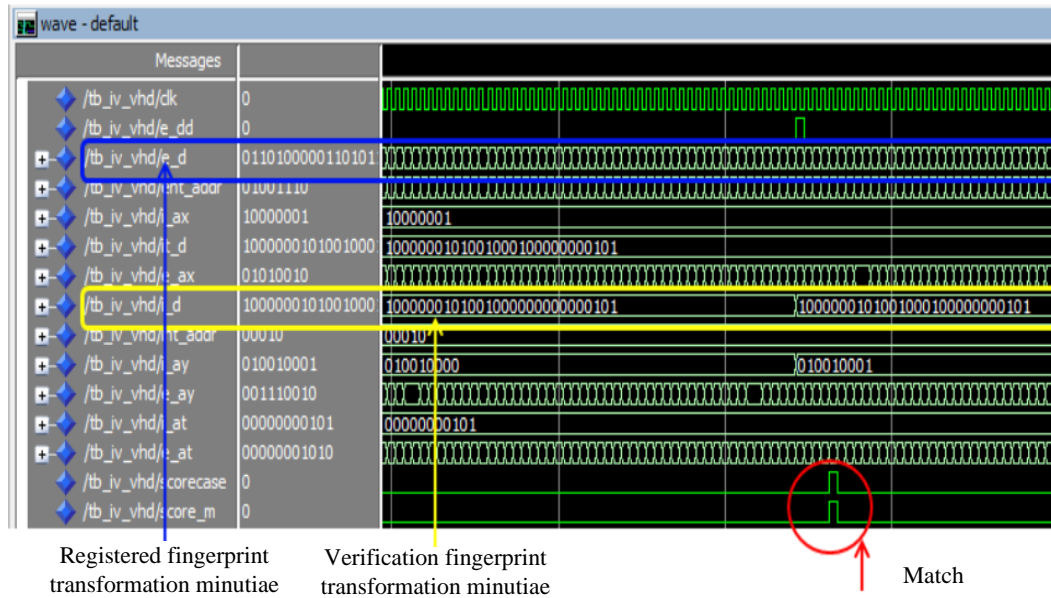 wave - default
Messages
/tb_iv_vhd/clk 0
/tb_iv_vhd/e_dd 0
/tb_iv_vhd/e_d 0110100000110101
/tb_iv_vhd/ent_addr 01001110
/tb_iv_vhd/i_ax 10000001 10000001
/tb_iv_vhd/it_d 1000000101001000 1000000101001000100000000101
/tb_iv_vhd/e_ax 01010010
/tb_iv_vhd/i_d 1000000101001000 1000000101001000000000000101 1000000101001000100000000101
/tb_iv_vhd/int_addr 00010 00010
/tb_iv_vhd/i_ay 010010001 010010000 010010001
/tb_iv_vhd/e_ay 001110010
/tb_iv_vhd/i_at 00000000101 00000000101
/tb_iv_vhd/e_at 00000001010
/tb_iv_vhd/scorecase 0
/tb_iv_vhd/score_m 0
Registered fingerprint
transformation minutiae
Verification fingerprint
transformation minutiae
Match